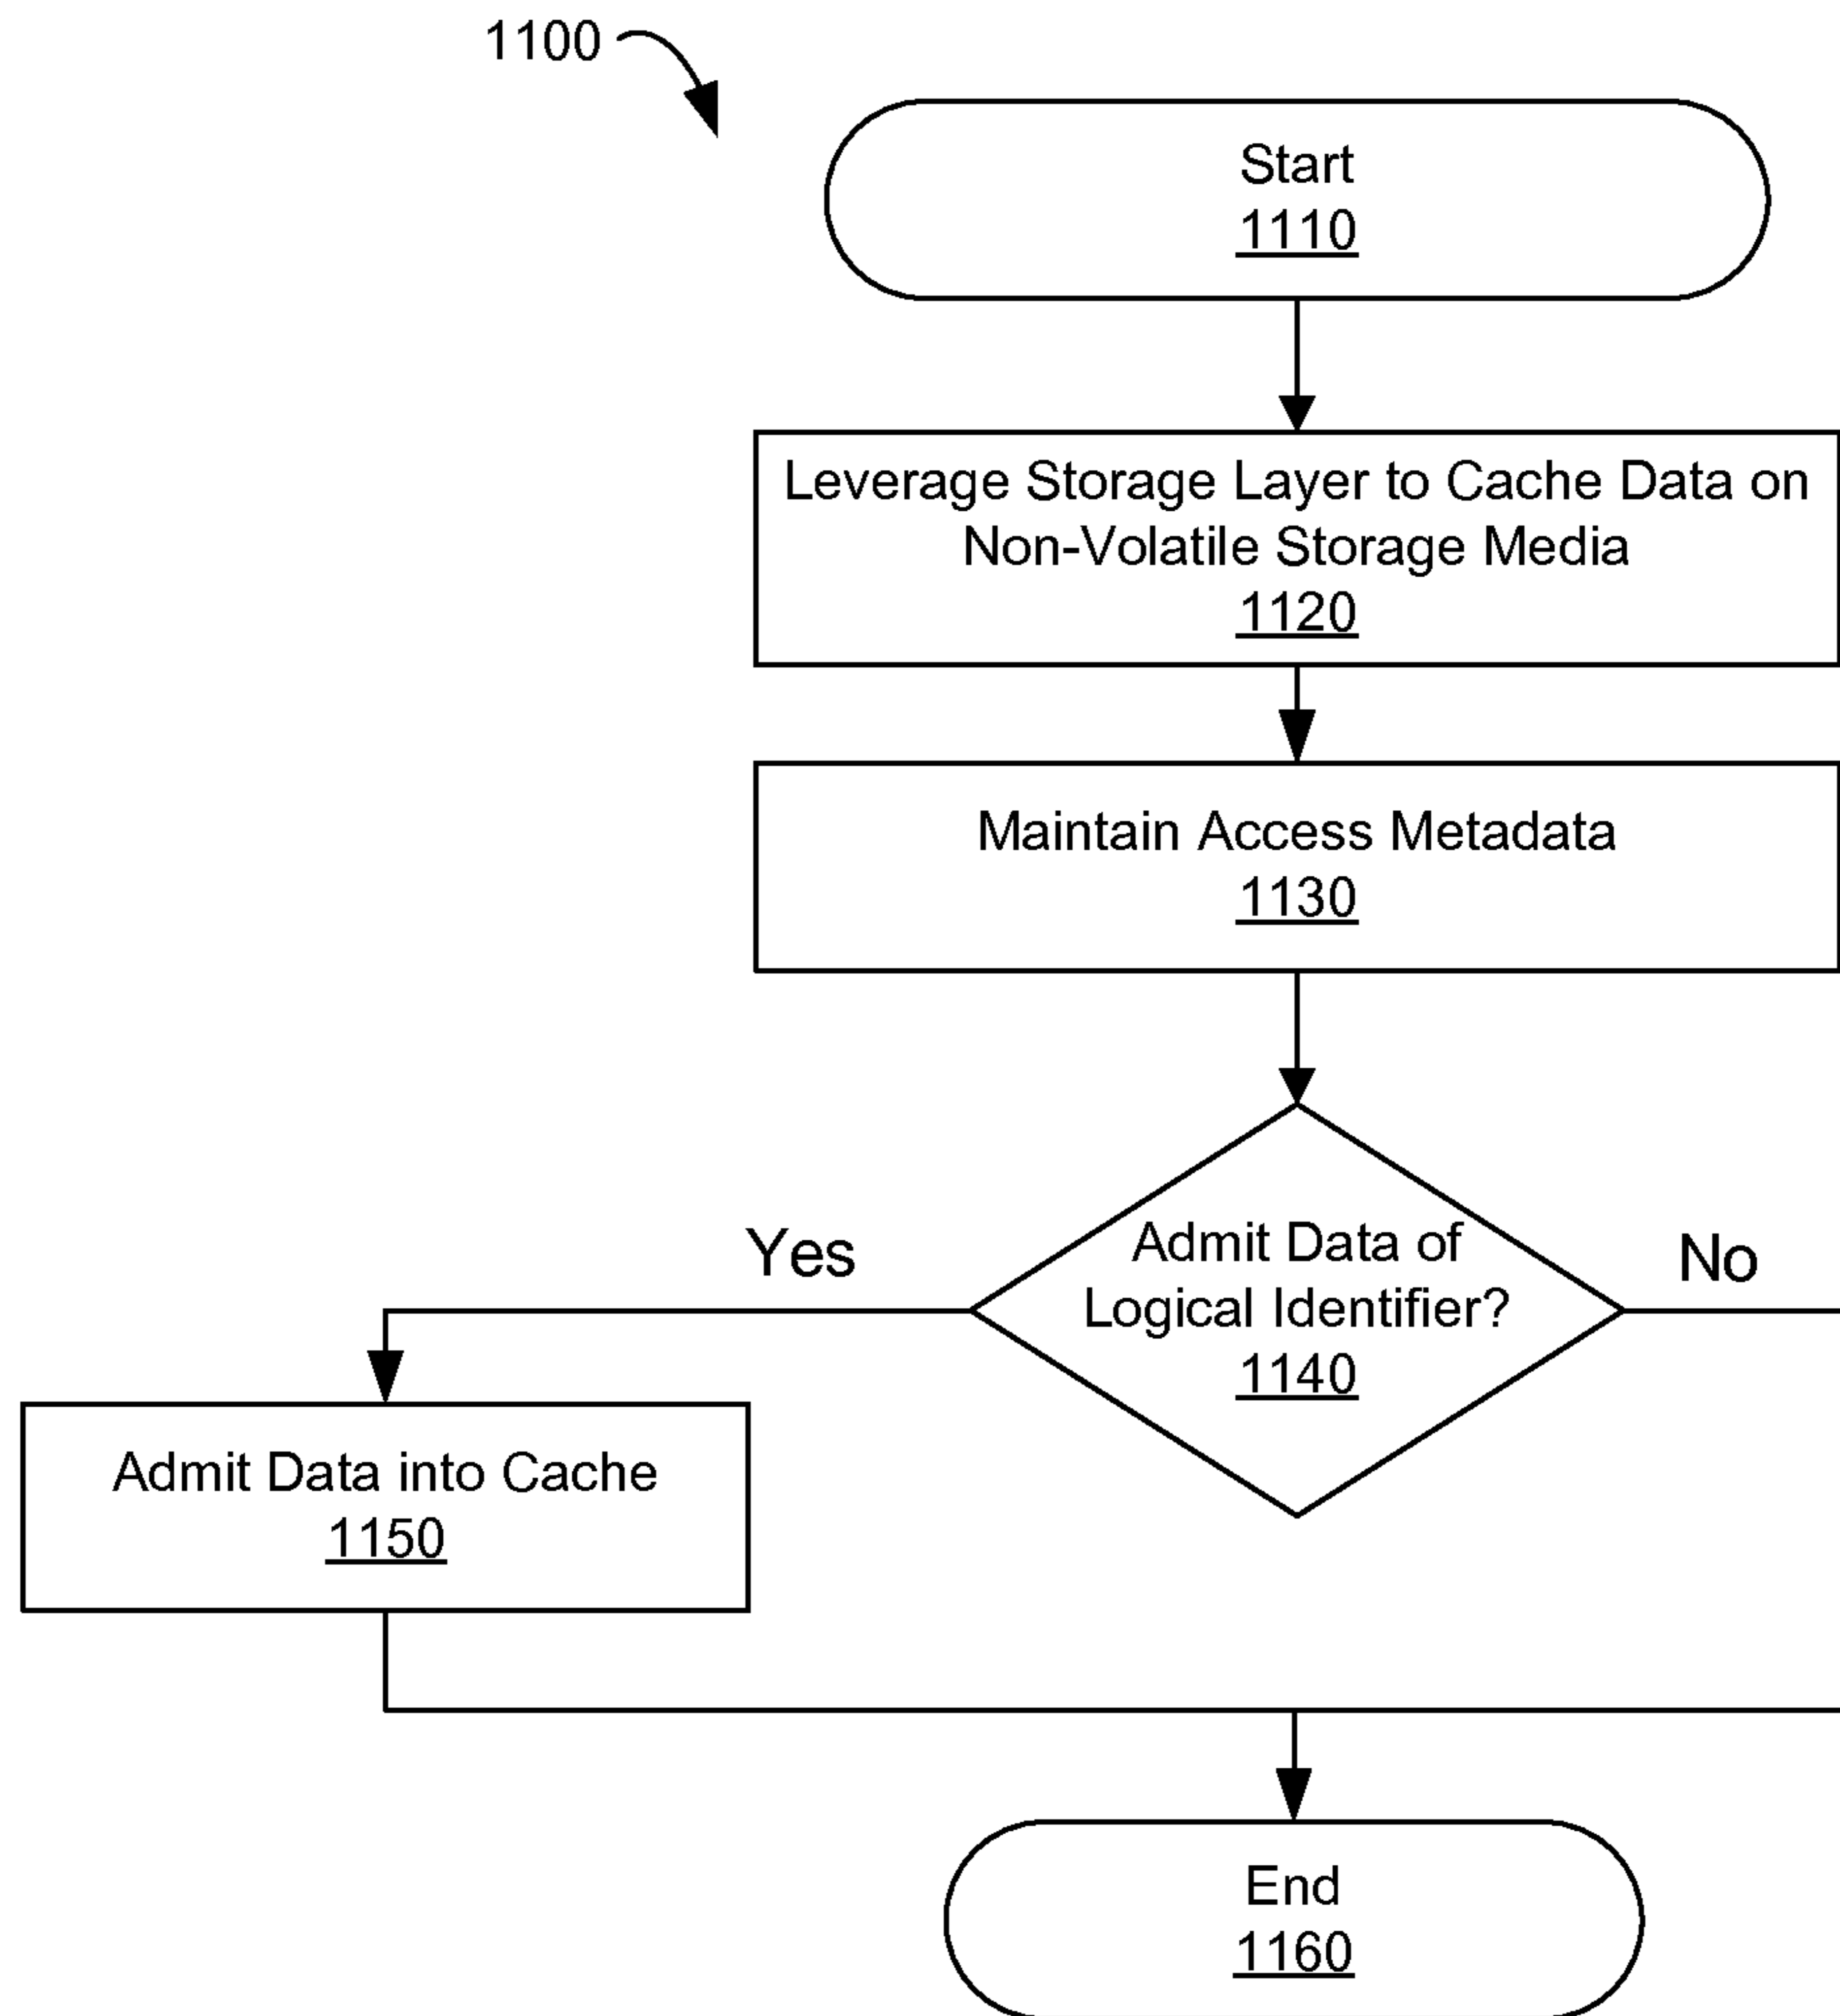 1100
Start
1110
Leverage Storage Layer to Cache Data on
Non-Volatile Storage Media
1120
Maintain Access Metadata
1130
Admit Data of
Logical Identifier?
1140
Yes
No
Admit Data into Cache
1150
End
1160